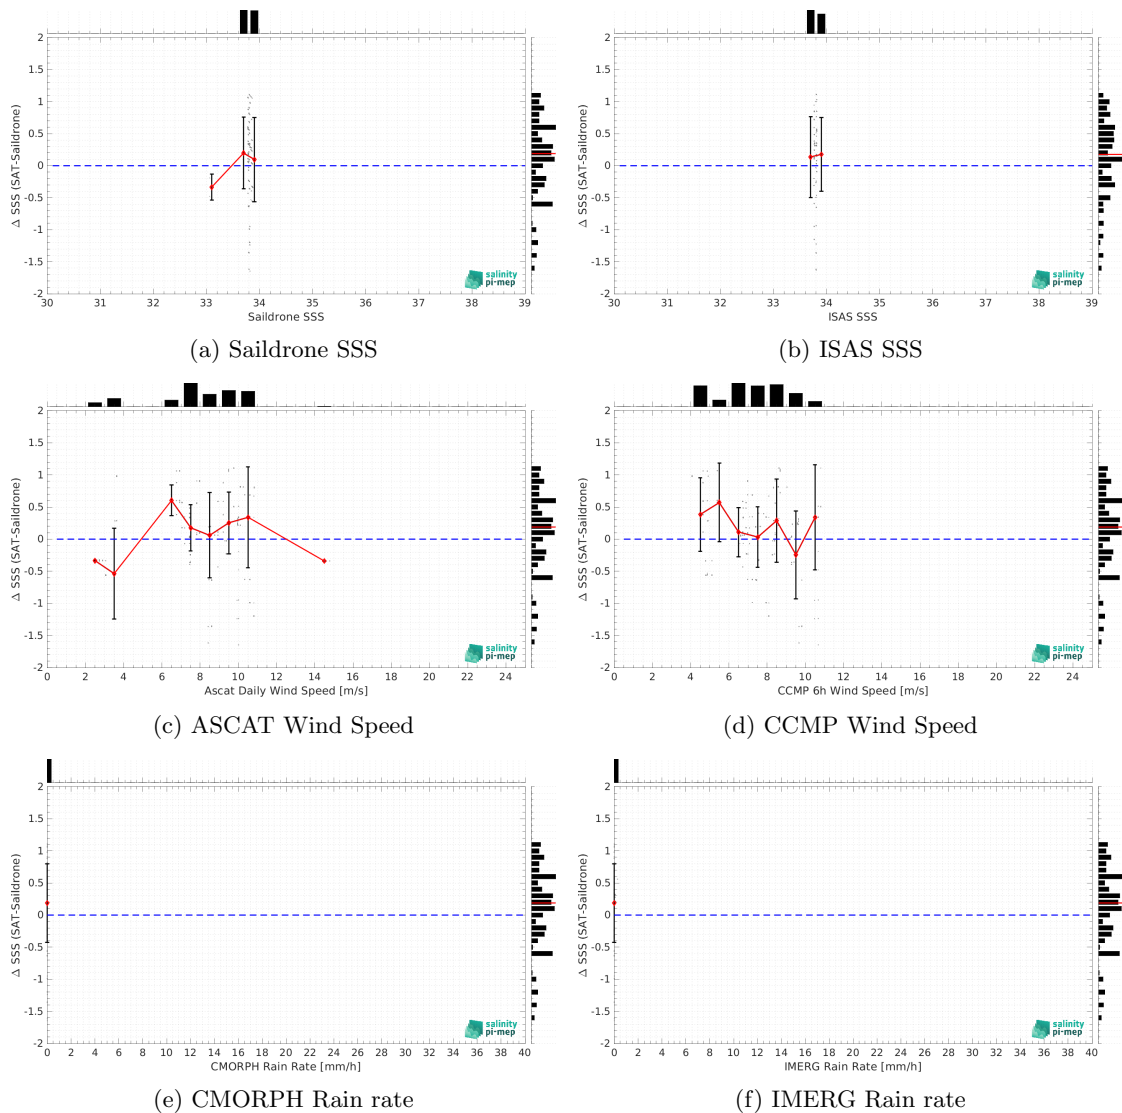 2
1.5
1
0.5
0
-0.5
-1
-1.5
-2
Δ SSS (SAT-Saildrone)
30 31 32 33 34 35 36 37 38 39
Saildrone SSS
salinity
pi-mep
(a) Saildrone SSS
2
1.5
1
0.5
0
-0.5
-1
-1.5
-2
Δ SSS (SAT-Saildrone)
30 31 32 33 34 35 36 37 38 39
ISAS SSS
salinity
pi-mep
(b) ISAS SSS
2
1.5
1
0.5
0
-0.5
-1
-1.5
-2
Δ SSS (SAT-Saildrone)
0 2 4 6 8 10 12 14 16 18 20 22 24
Ascat Daily Wind Speed [m/s]
salinity
pi-mep
(c) ASCAT Wind Speed
2
1.5
1
0.5
0
-0.5
-1
-1.5
-2
Δ SSS (SAT-Saildrone)
0 2 4 6 8 10 12 14 16 18 20 22 24
CCMP 6h Wind Speed [m/s]
salinity
pi-mep
(d) CCMP Wind Speed
2
1.5
1
0.5
0
-0.5
-1
-1.5
-2
Δ SSS (SAT-Saildrone)
0 2 4 6 8 10 12 14 16 18 20 22 24 26 28 30 32 34 36 38 40
CMORPH Rain Rate [mm/h]
salinity
pi-mep
(e) CMORPH Rain rate
2
1.5
1
0.5
0
-0.5
-1
-1.5
-2
Δ SSS (SAT-Saildrone)
0 2 4 6 8 10 12 14 16 18 20 22 24 26 28 30 32 34 36 38 40
IMERG Rain Rate [mm/h]
salinity
pi-mep
(f) IMERG Rain rate